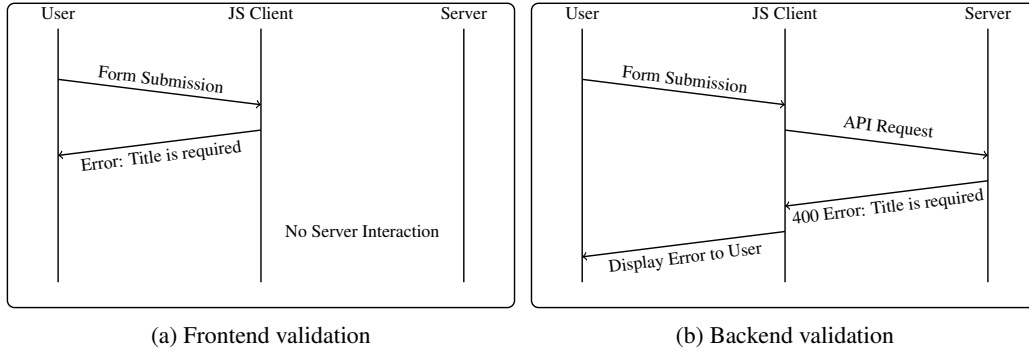 User JS Client Server
Form Submission
Error: Title is required
No Server Interaction
(a) Frontend validation
User JS Client Server
Form Submission
API Request
400 Error: Title is required
Display Error to User
(b) Backend validation